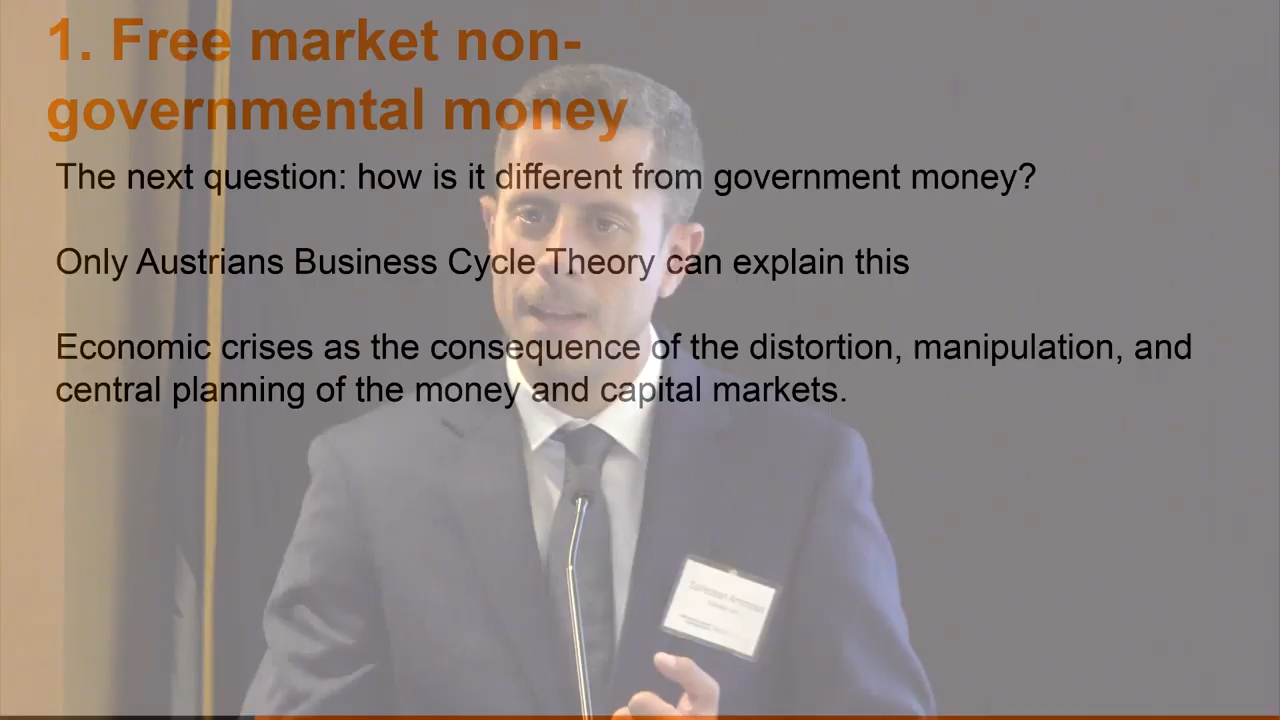 1. Free market non-
governmental money
The next question: how is it different from government money?
Only Austrians Business Cycle Theory can explain this
Economic crises as the consequence of the distortion, manipulation, and
central planning of the money and capital markets.